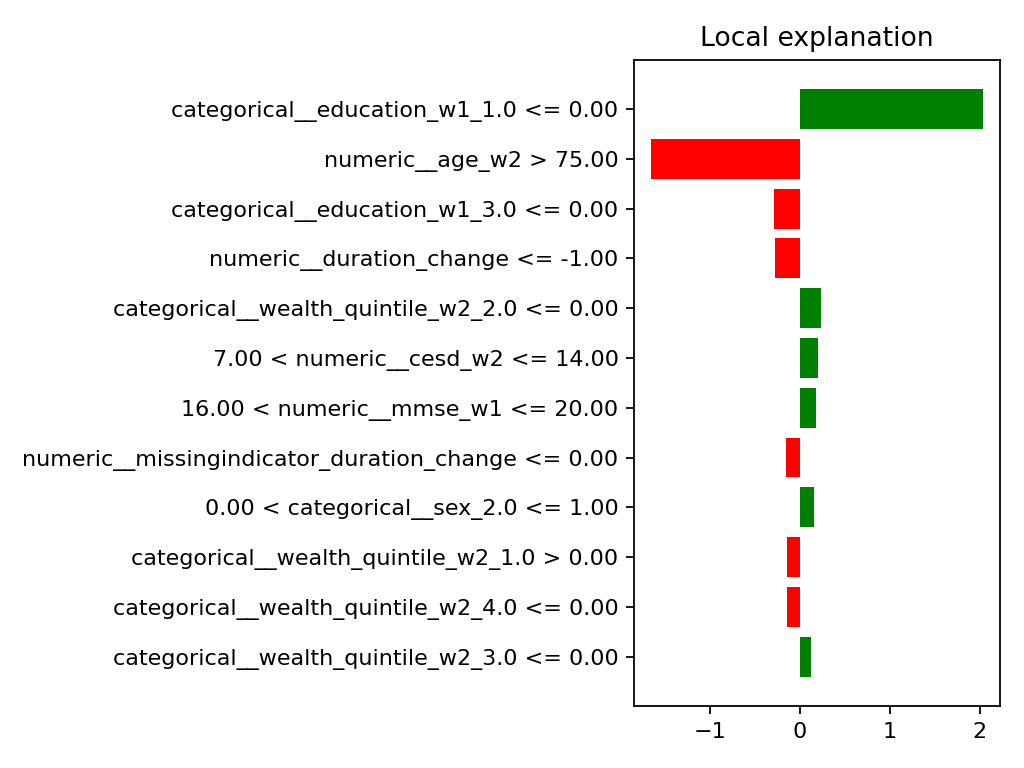 Local explanation
categorical__education_w1_1.0 <= 0.00
numeric__age_w2 > 75.00
categorical__education_w1_3.0 <= 0.00
numeric__duration_change <= -1.00
categorical__wealth_quintile_w2_2.0 <= 0.00
7.00 < numeric__cesd_w2 <= 14.00
16.00 < numeric__mmse_w1 <= 20.00
numeric__missingindicator_duration_change <= 0.00
0.00 < categorical__sex_2.0 <= 1.00
categorical__wealth_quintile_w2_1.0 > 0.00
categorical__wealth_quintile_w2_4.0 <= 0.00
categorical__wealth_quintile_w2_3.0 <= 0.00
−1 0 1 2